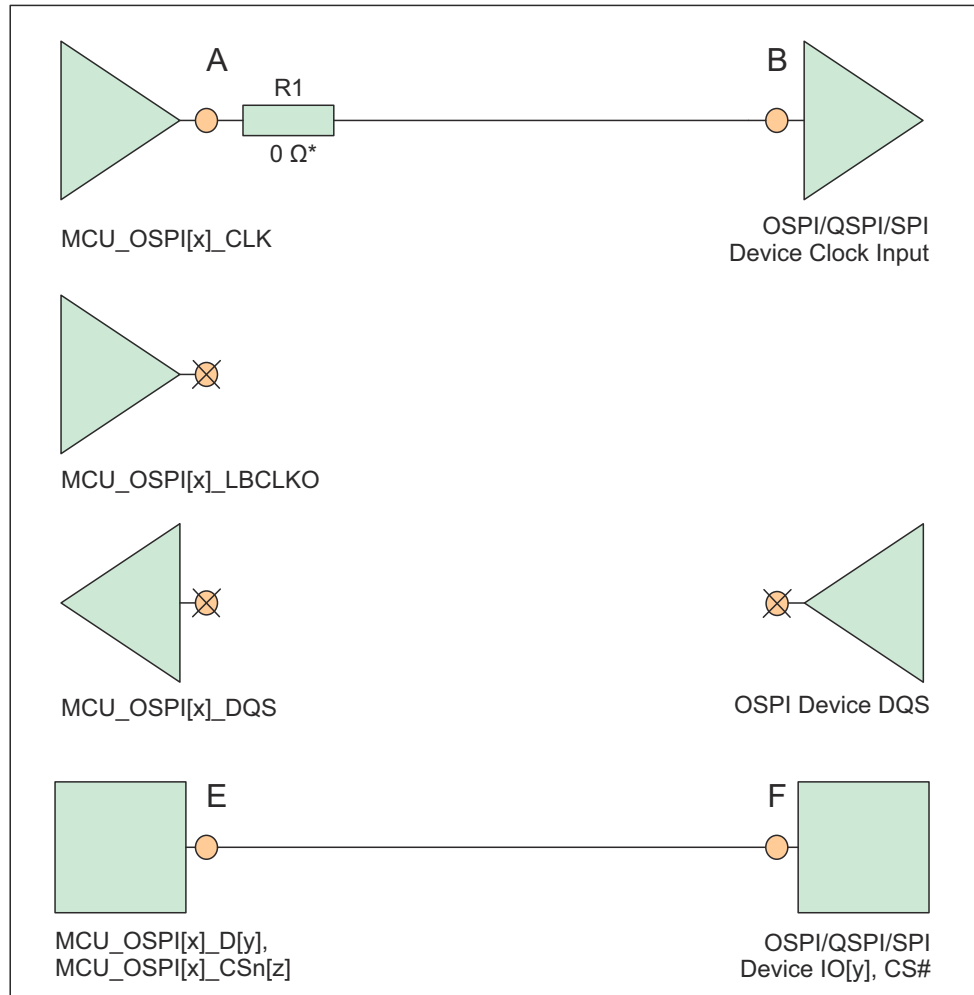 A
B
R1
0 Ω*
MCU_OSPI[x]_CLK
OSPI/QSPI/SPI
Device Clock Input
MCU_OSPI[x]_LBCLKO
MCU_OSPI[x]_DQS
OSPI Device DQS
E
F
MCU_OSPI[x]_D[y],
MCU_OSPI[x]_CSn[z]
OSPI/QSPI/SPI
Device IO[y], CS#